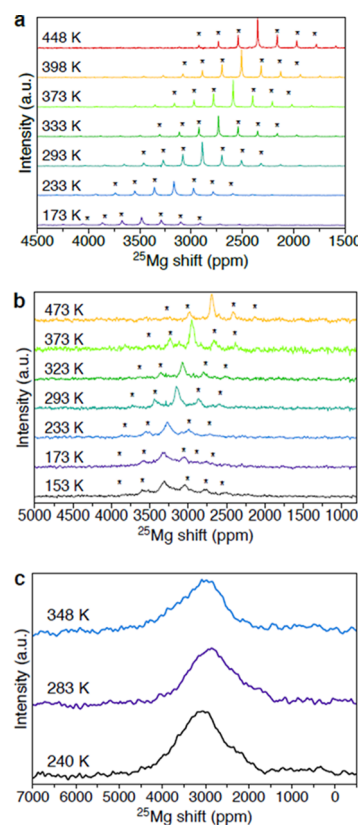 a
448 K
398 K
373 K
333 K
293 K
233 K
173 K
Intensity (a.u.)
4500 4000 3500 3000 2500 2000 1500
²⁵Mg shift (ppm)
b
473 K
373 K
323 K
293 K
233 K
173 K
153 K
Intensity (a.u.)
5000 4500 4000 3500 3000 2500 2000 1500 1000
²⁵Mg shift (ppm)
c
348 K
283 K
240 K
Intensity (a.u.)
7000 6000 5000 4000 3000 2000 1000 0
²⁵Mg shift (ppm)